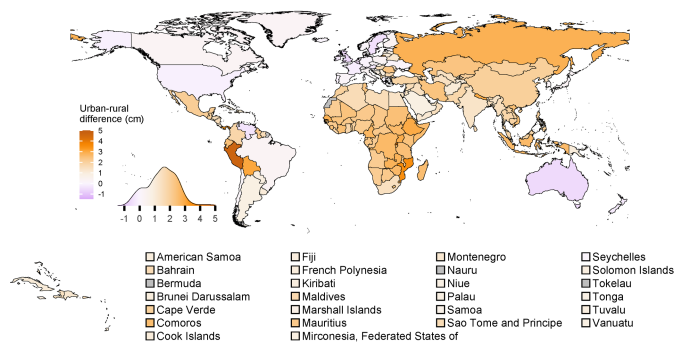 Urban-rural
difference (cm)
5
4
3
2
1
0
-1
-1 0 1 2 3 4 5
American Samoa
Bahrain
Bermuda
Brunei Darussalam
Cape Verde
Comoros
Cook Islands
Fiji
French Polynesia
Kiribati
Maldives
Marshall Islands
Mauritius
Mirconesia, Federated States of
Montenegro
Nauru
Niue
Palau
Samoa
Sao Tome and Principe
Seychelles
Solomon Islands
Tokelau
Tonga
Tuvalu
Vanuatu